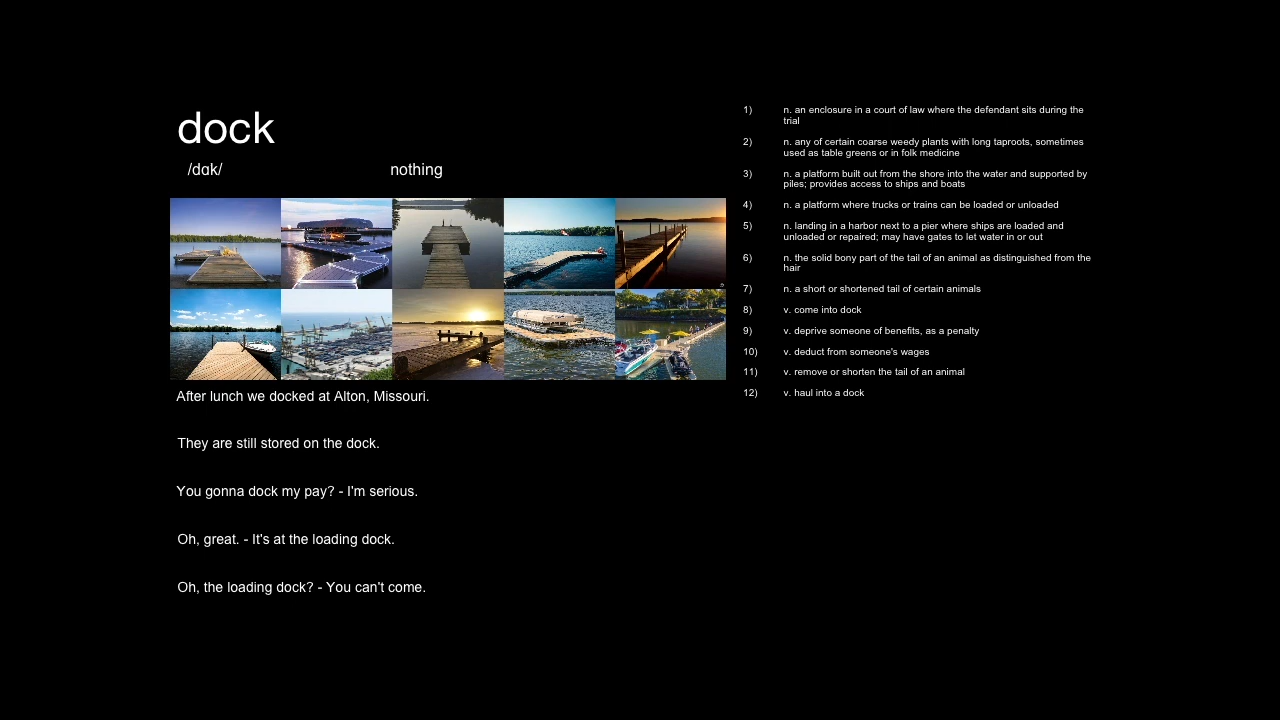 dock
/dɑk/
nothing
After lunch we docked at Alton, Missouri.
They are still stored on the dock.
You gonna dock my pay? - I'm serious.
Oh, great. - It's at the loading dock.
Oh, the loading dock? - You can't come.
1) n. an enclosure in a court of law where the defendant sits during the
trial
2) n. any of certain coarse weedy plants with long taproots, sometimes
used as table greens or in folk medicine
3) n. a platform built out from the shore into the water and supported by
piles; provides access to ships and boats
4) n. a platform where trucks or trains can be loaded or unloaded
5) n. landing in a harbor next to a pier where ships are loaded and
unloaded or repaired; may have gates to let water in or out
6) n. the solid bony part of the tail of an animal as distinguished from the
hair
7) n. a short or shortened tail of certain animals
8) v. come into dock
9) v. deprive someone of benefits, as a penalty
10) v. deduct from someone's wages
11) v. remove or shorten the tail of an animal
12) v. haul into a dock